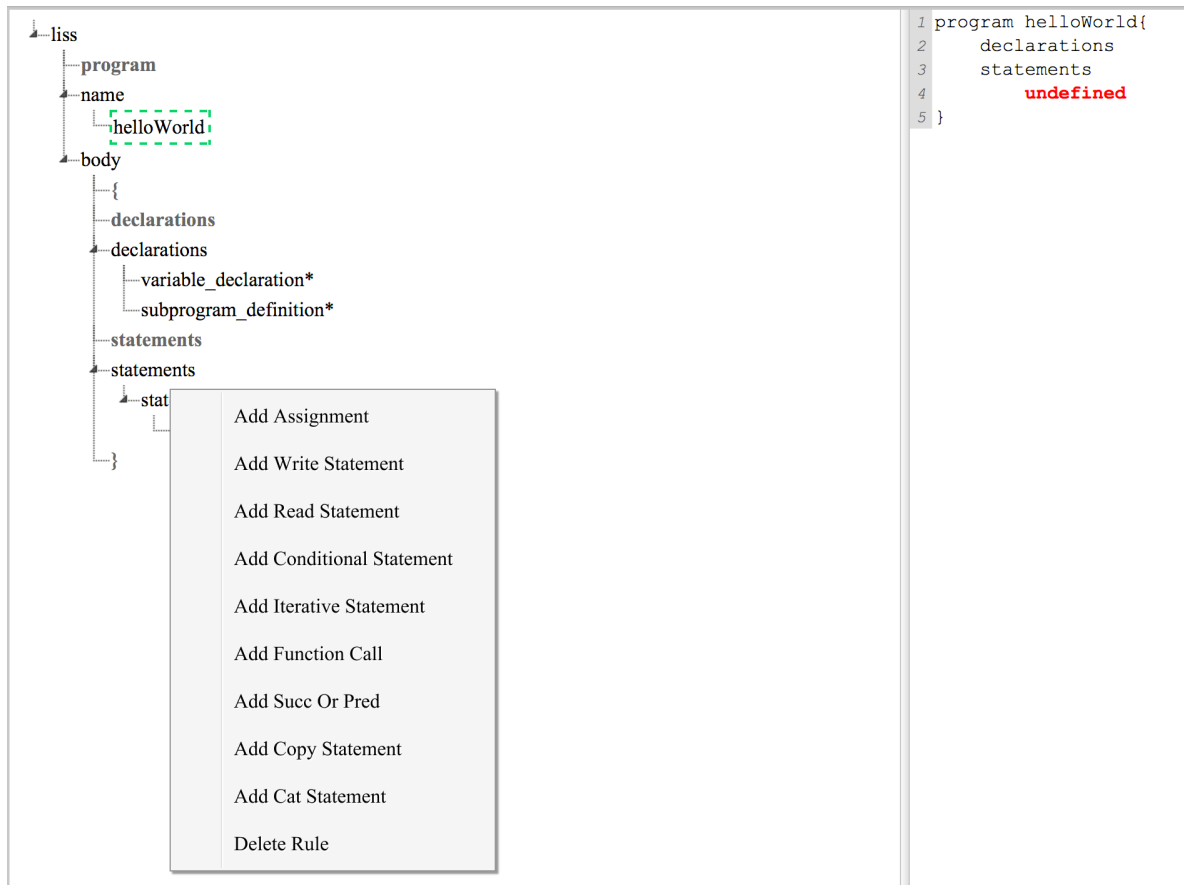 liss
program
name
helloWorld
body
{
declarations
declarations
variable_declaration*
subprogram_definition*
statements
statements
stat
}
Add Assignment
Add Write Statement
Add Read Statement
Add Conditional Statement
Add Iterative Statement
Add Function Call
Add Succ Or Pred
Add Copy Statement
Add Cat Statement
Delete Rule
1 program helloWorld{
2 declarations
3 statements
4 undefined
5 }